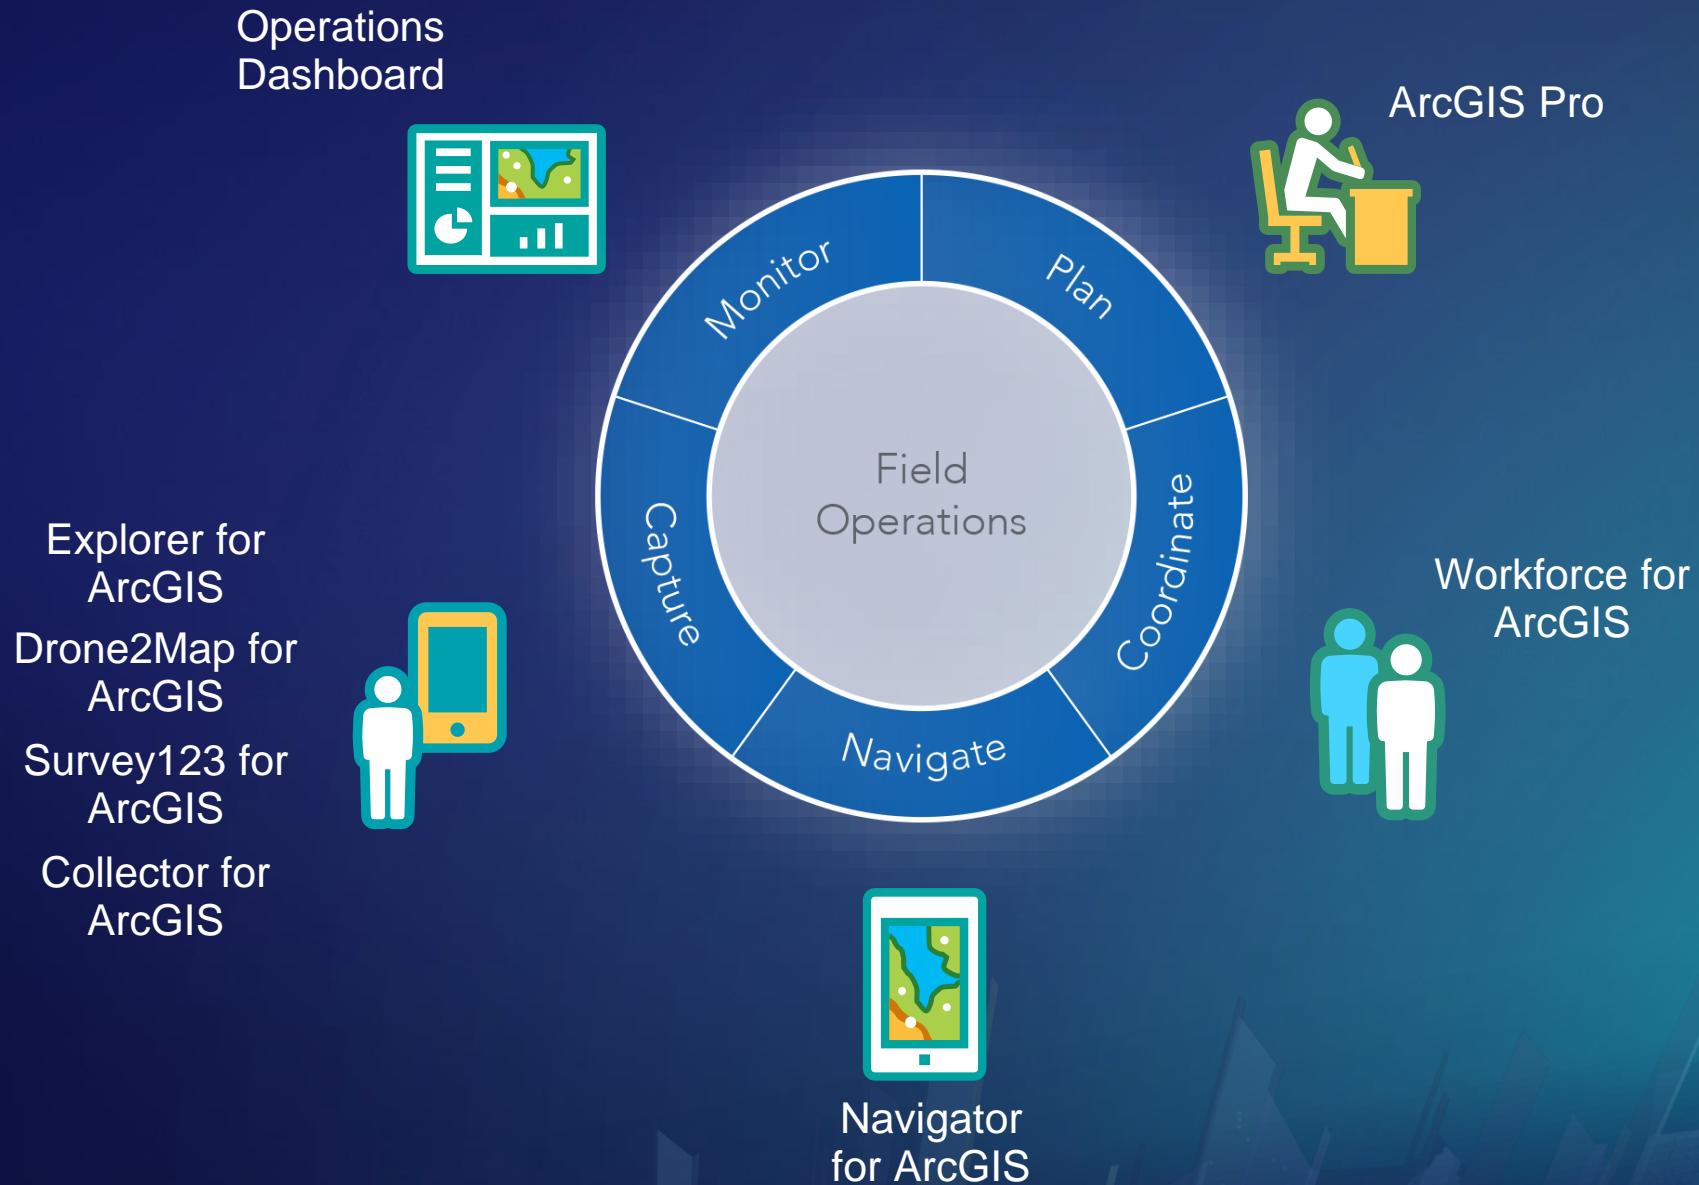 Operations
Dashboard
ArcGIS Pro
Monitor
Plan
Field
Operations
Capture
Coordinate
Navigate
Explorer for
ArcGIS
Drone2Map for
ArcGIS
Survey123 for
ArcGIS
Collector for
ArcGIS
Workforce for
ArcGIS
Navigator
for ArcGIS